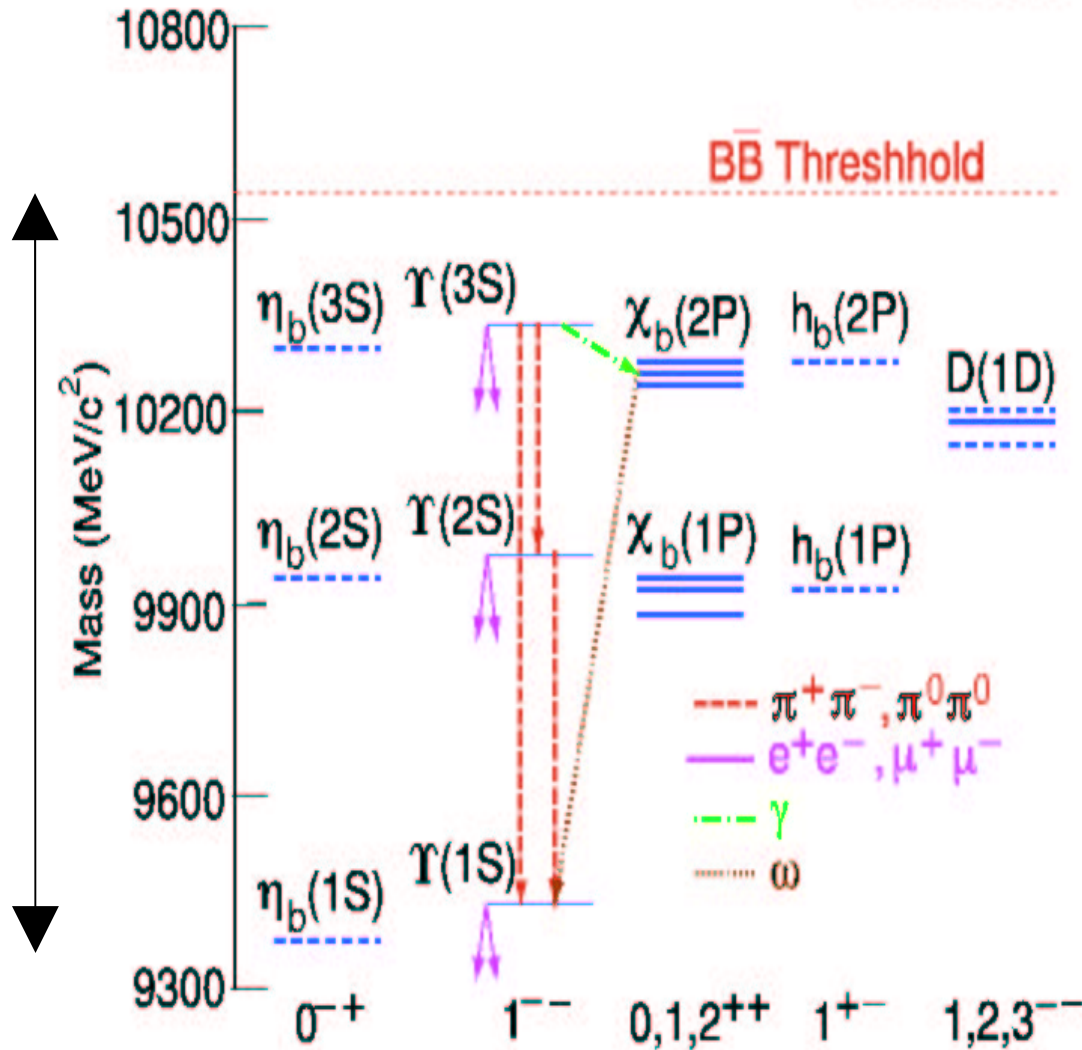 10800
BB̅ Threshhold
10500
η_b(3S) ϒ(3S) χ_b(2P) h_b(2P)
D(1D)
10200
η_b(2S) ϒ(2S) χ_b(1P) h_b(1P)
9900
Mass (MeV/c²)
π⁺π⁻, π⁰π⁰
e⁺e⁻, μ⁺μ⁻
9600
γ
ω
η_b(1S) ϒ(1S)
9300
0⁻⁺ 1⁻⁻ 0,1,2⁺⁺ 1⁺⁻ 1,2,3⁻⁻